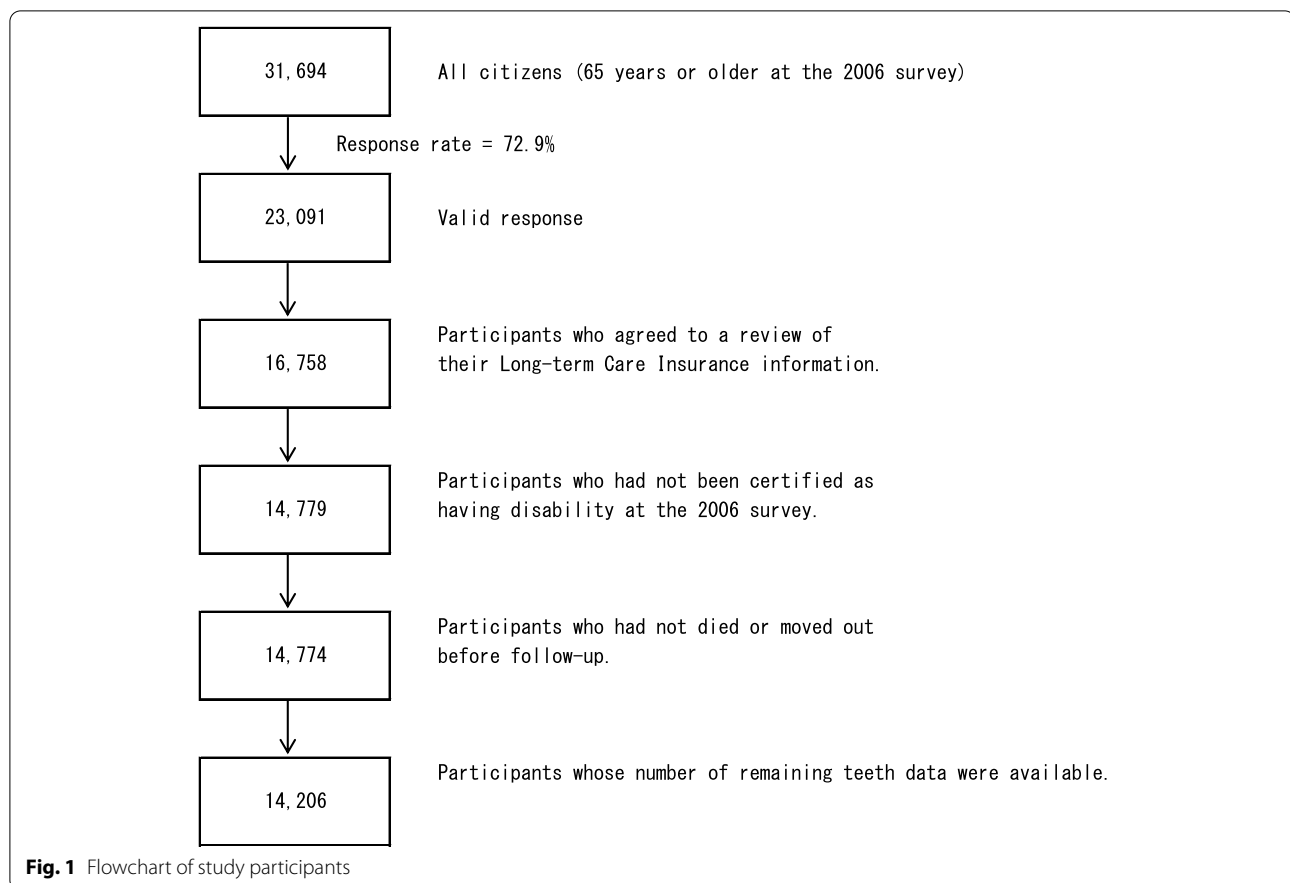 31,694
All citizens (65 years or older at the 2006 survey)
Response rate = 72.9%
23,091
Valid response
16,758
Participants who agreed to a review of
their Long-term Care Insurance information.
14,779
Participants who had not been certified as
having disability at the 2006 survey.
14,774
Participants who had not died or moved out
before follow-up.
14,206
Participants whose number of remaining teeth data were available.
Fig. 1 Flowchart of study participants